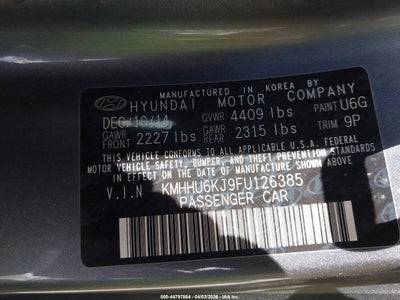 MANUFACTURED IN KOREA BY
HYUNDAI MOTOR COMPANY
DEC/10/14 GVWR 4409 lbs PAINT U6G
GAWR FRONT 2227 lbs GAWR REAR 2315 lbs TRIM 9P
THIS VEHICLE CONFORMS TO ALL APPLICABLE FEDERAL
MOTOR VEHICLE SAFETY, BUMPER, AND THEFT
PREVENTION STANDARDS IN EFFECT ON THE DATE OF
MANUFACTURE SHOWN ABOVE.
V.I.N KMHHU6KJ9FU126385
PASSENGER CAR
000-44797864 - 04/03/2026 - IAA, Inc.